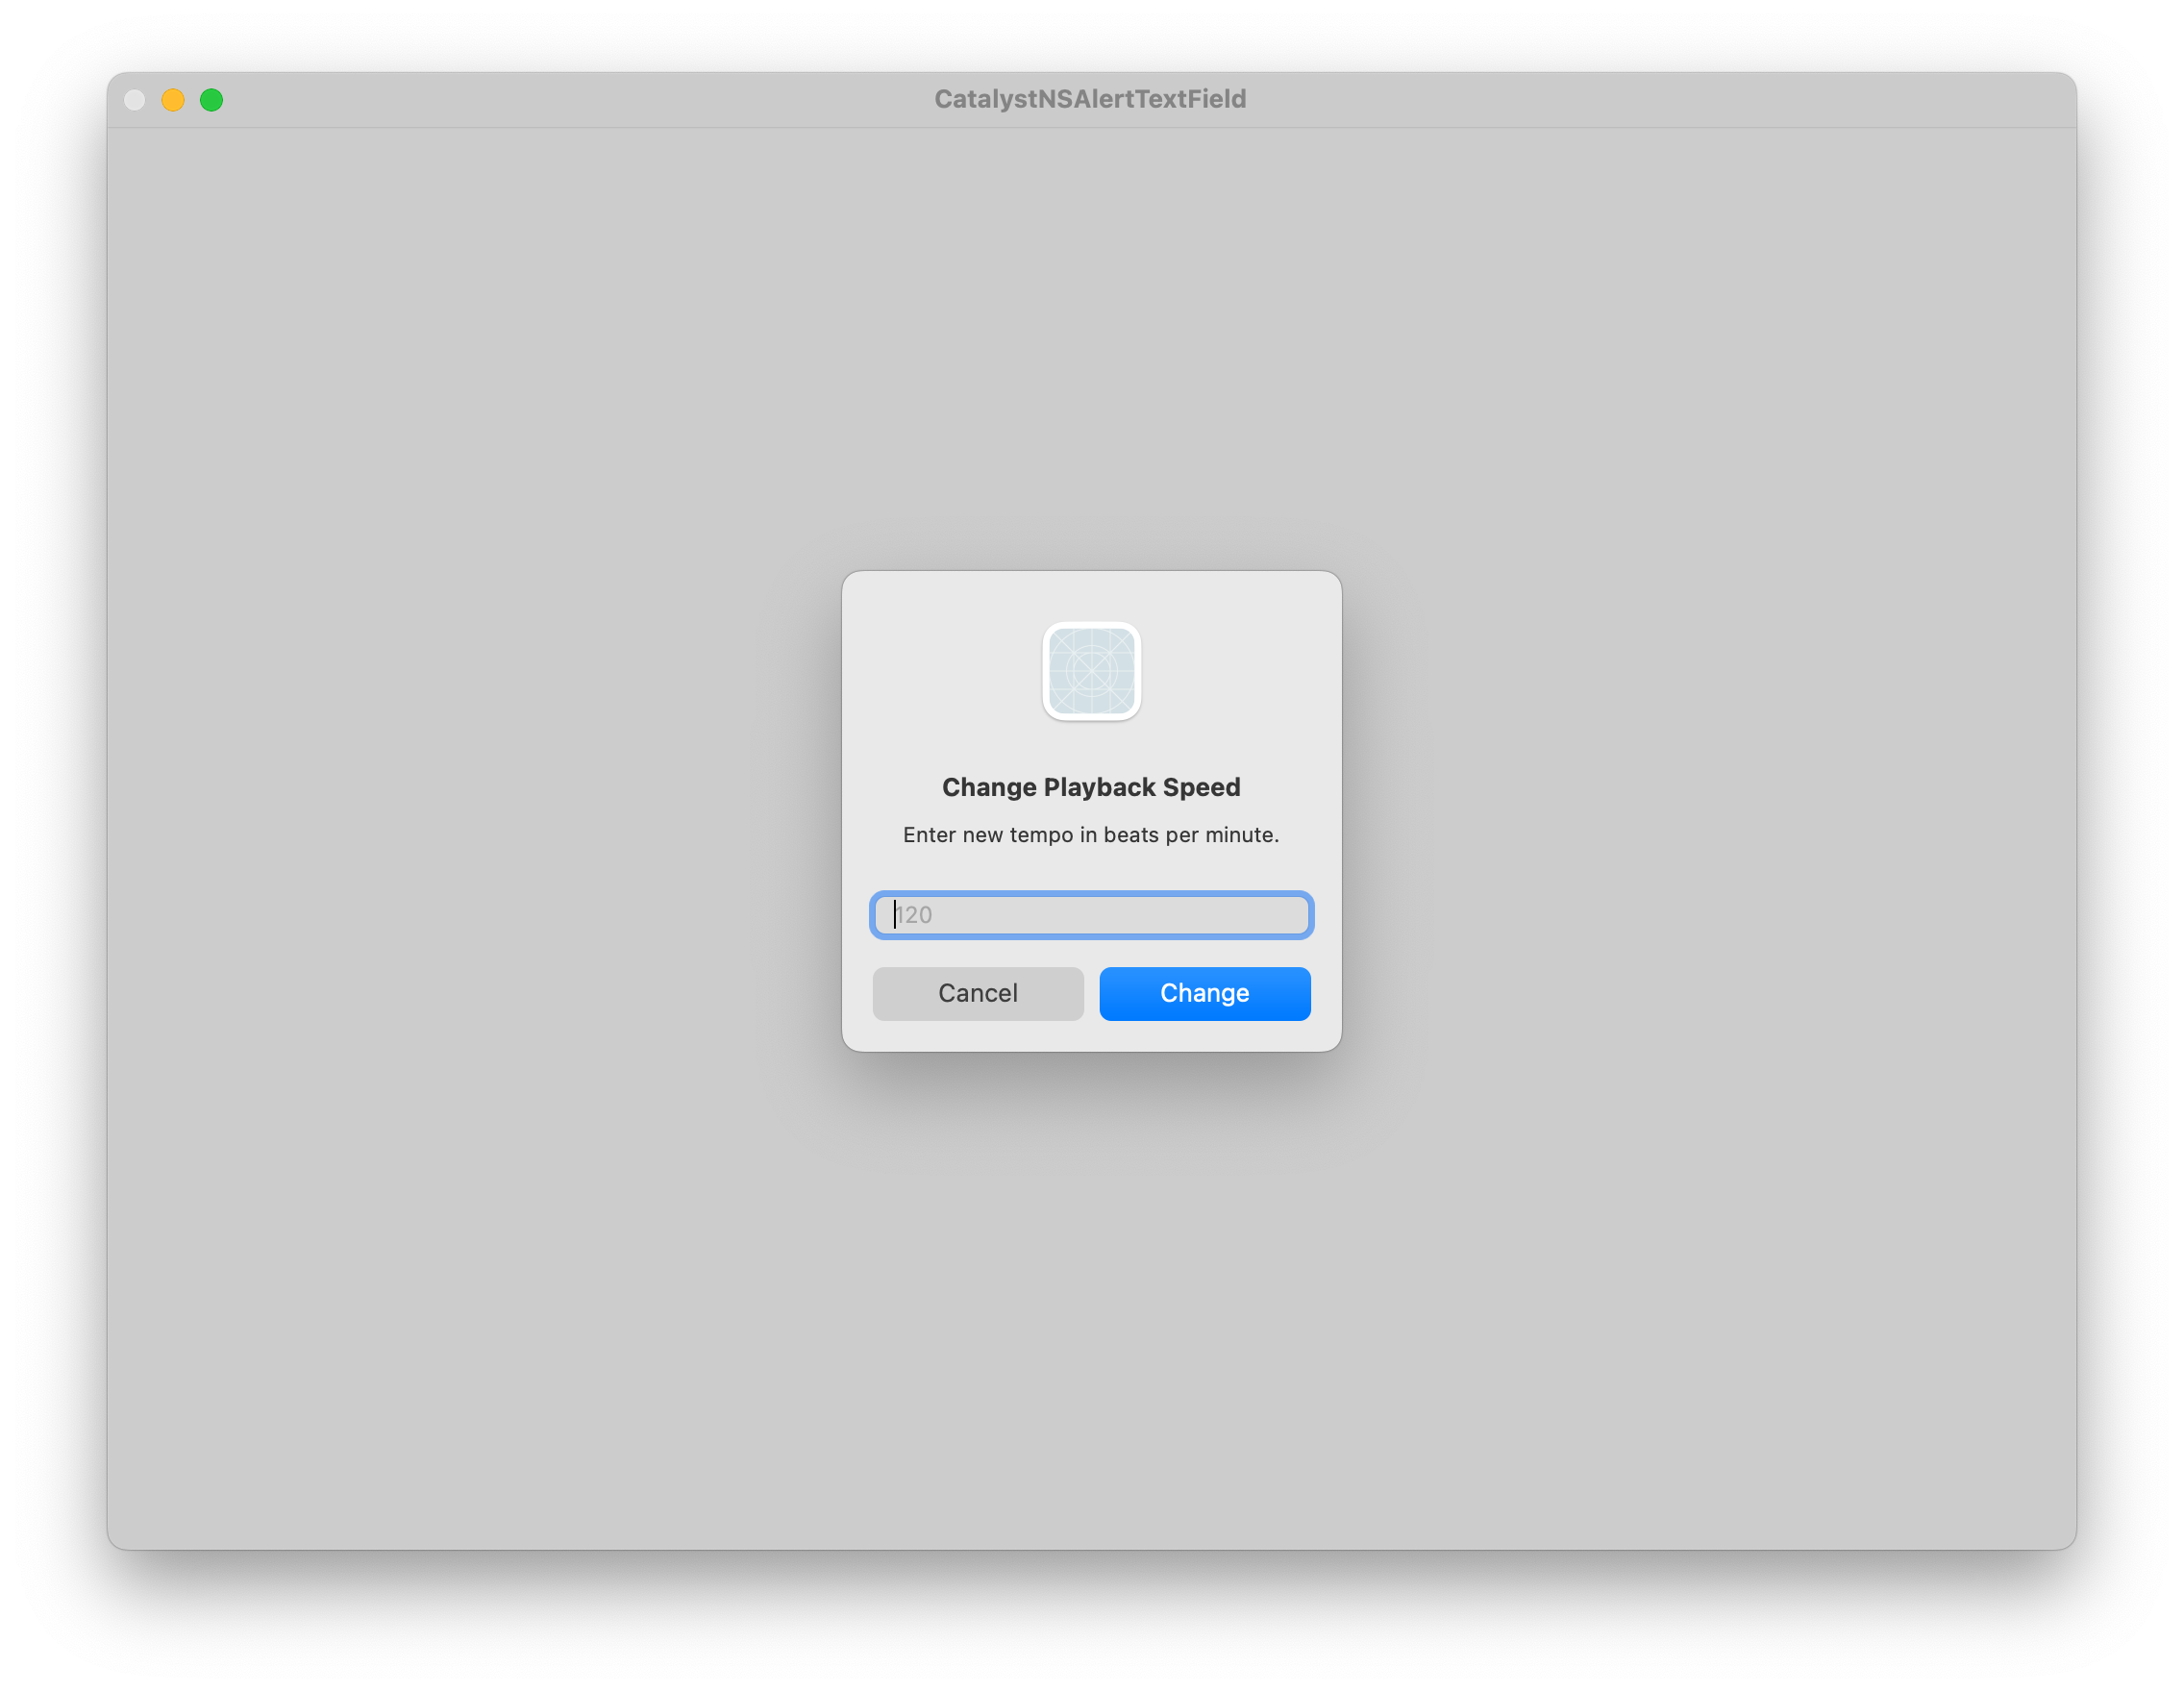 CatalystNSAlertTextField
Change Playback Speed
Enter new tempo in beats per minute.
120
Cancel Change